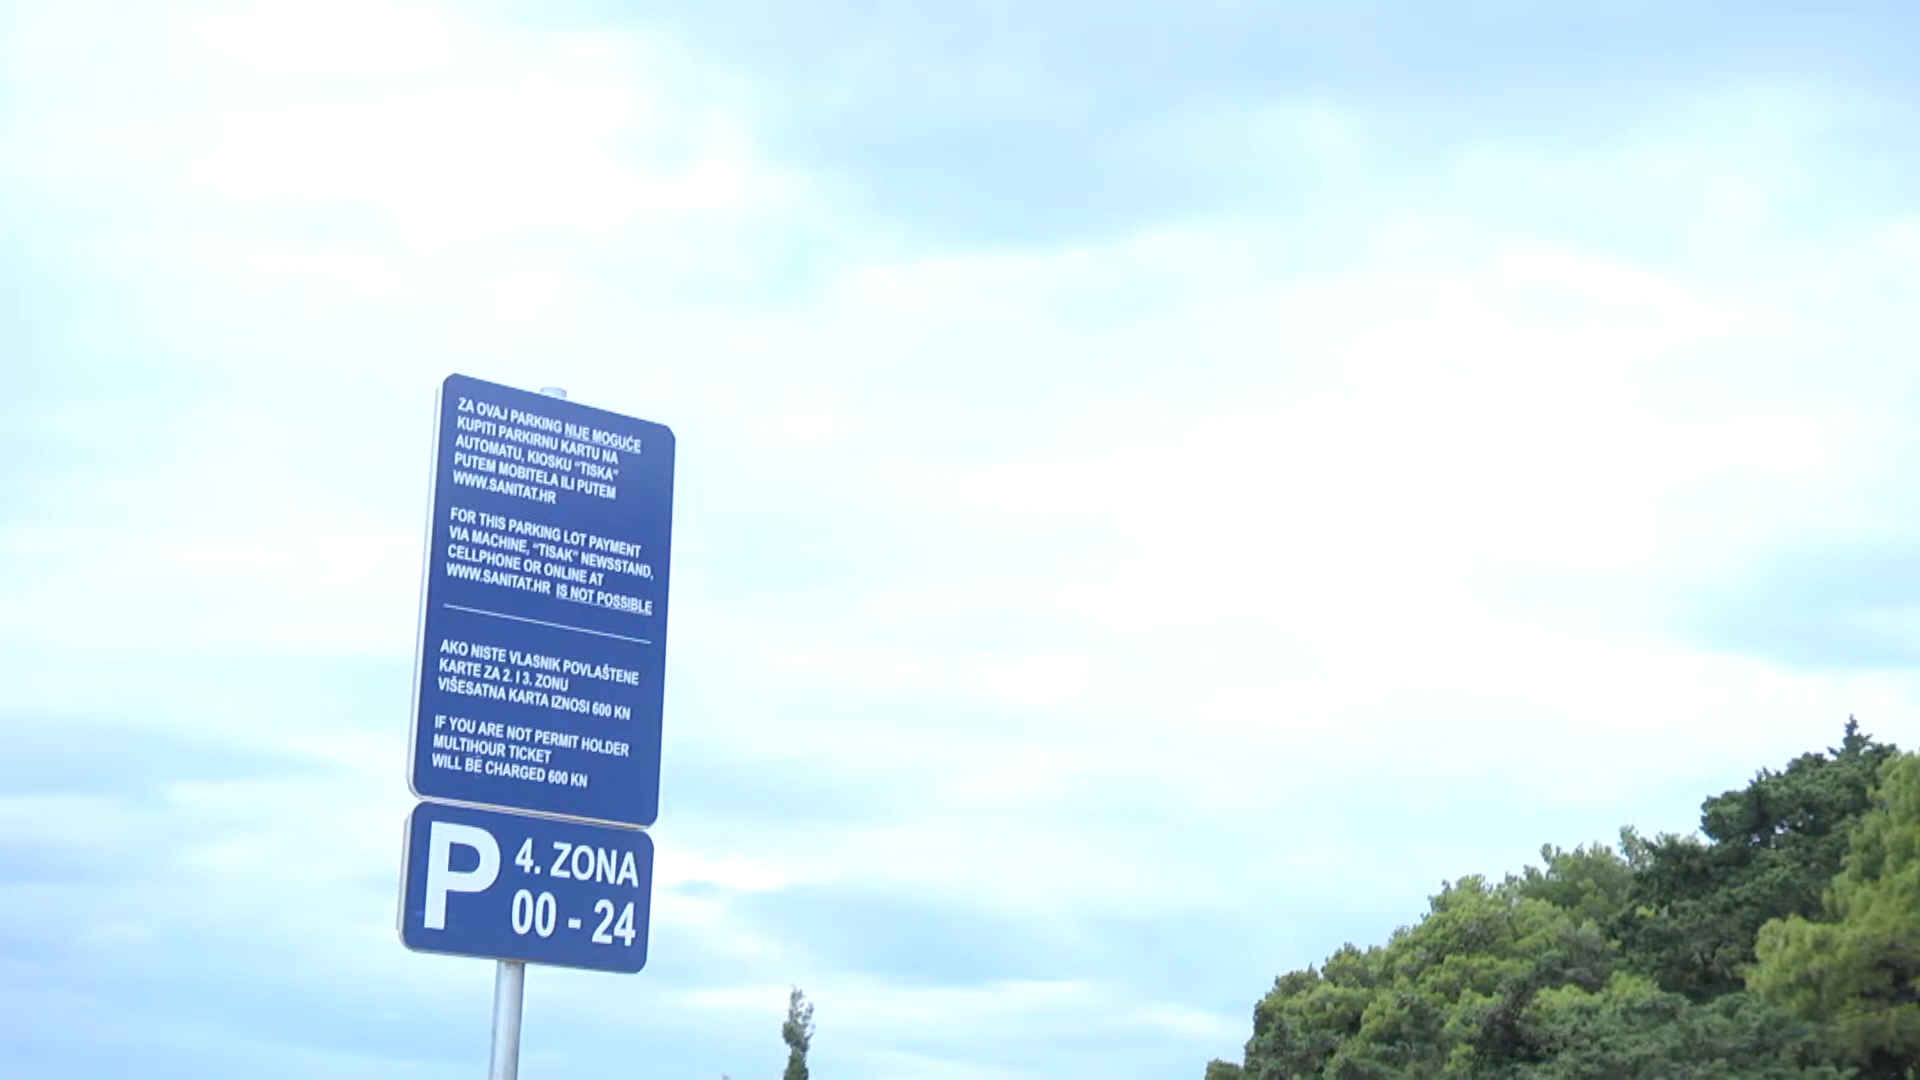 ZA OVAJ PARKING NIJE MOGUĆE
KUPITI PARKIRNU KARTU NA
AUTOMATU, KIOSKU "TISKA"
PUTEM MOBITELA ILI PUTEM
WWW.SANITAT.HR
FOR THIS PARKING LOT PAYMENT
VIA MACHINE, "TISAK" NEWSSTAND,
CELLPHONE OR ONLINE AT
WWW.SANITAT.HR IS NOT POSSIBLE
AKO NISTE VLASNIK POVLAŠTENE
KARTE ZA 2. I 3. ZONU
VIŠESATNA KARTA IZNOSI 600 KN
IF YOU ARE NOT PERMIT HOLDER
MULTIHOUR TICKET
WILL BE CHARGED 600 KN
P 4. ZONA
00 - 24